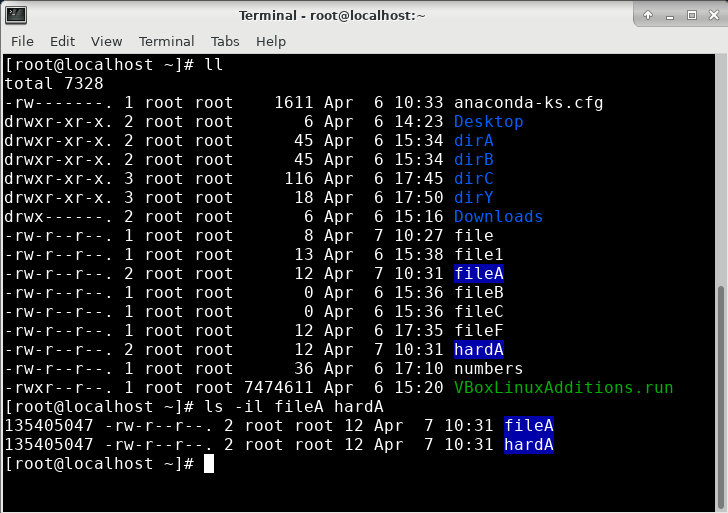 Terminal - root@localhost:~
File Edit View Terminal Tabs Help
[root@localhost ~]# ll
total 7328
-rw-------. 1 root root    1611 Apr  6 10:33 anaconda-ks.cfg
drwxr-xr-x. 2 root root       6 Apr  6 14:23 Desktop
drwxr-xr-x. 2 root root      45 Apr  6 15:34 dirA
drwxr-xr-x. 2 root root      45 Apr  6 15:34 dirB
drwxr-xr-x. 3 root root     116 Apr  6 17:45 dirC
drwxr-xr-x. 3 root root      18 Apr  6 17:50 dirY
drwx------. 2 root root       6 Apr  6 15:16 Downloads
-rw-r--r--. 1 root root       8 Apr  7 10:27 file
-rw-r--r--. 1 root root      13 Apr  6 15:38 file1
-rw-r--r--. 2 root root      12 Apr  7 10:31 fileA
-rw-r--r--. 1 root root       0 Apr  6 15:36 fileB
-rw-r--r--. 1 root root       0 Apr  6 15:36 fileC
-rw-r--r--. 1 root root      12 Apr  6 17:35 fileF
-rw-r--r--. 2 root root      12 Apr  7 10:31 hardA
-rw-r--r--. 1 root root      36 Apr  6 17:10 numbers
-rwxr--r--. 1 root root 7474611 Apr  6 15:20 VBoxLinuxAdditions.run
[root@localhost ~]# ls -il fileA hardA
135405047 -rw-r--r--. 2 root root 12 Apr  7 10:31 fileA
135405047 -rw-r--r--. 2 root root 12 Apr  7 10:31 hardA
[root@localhost ~]#